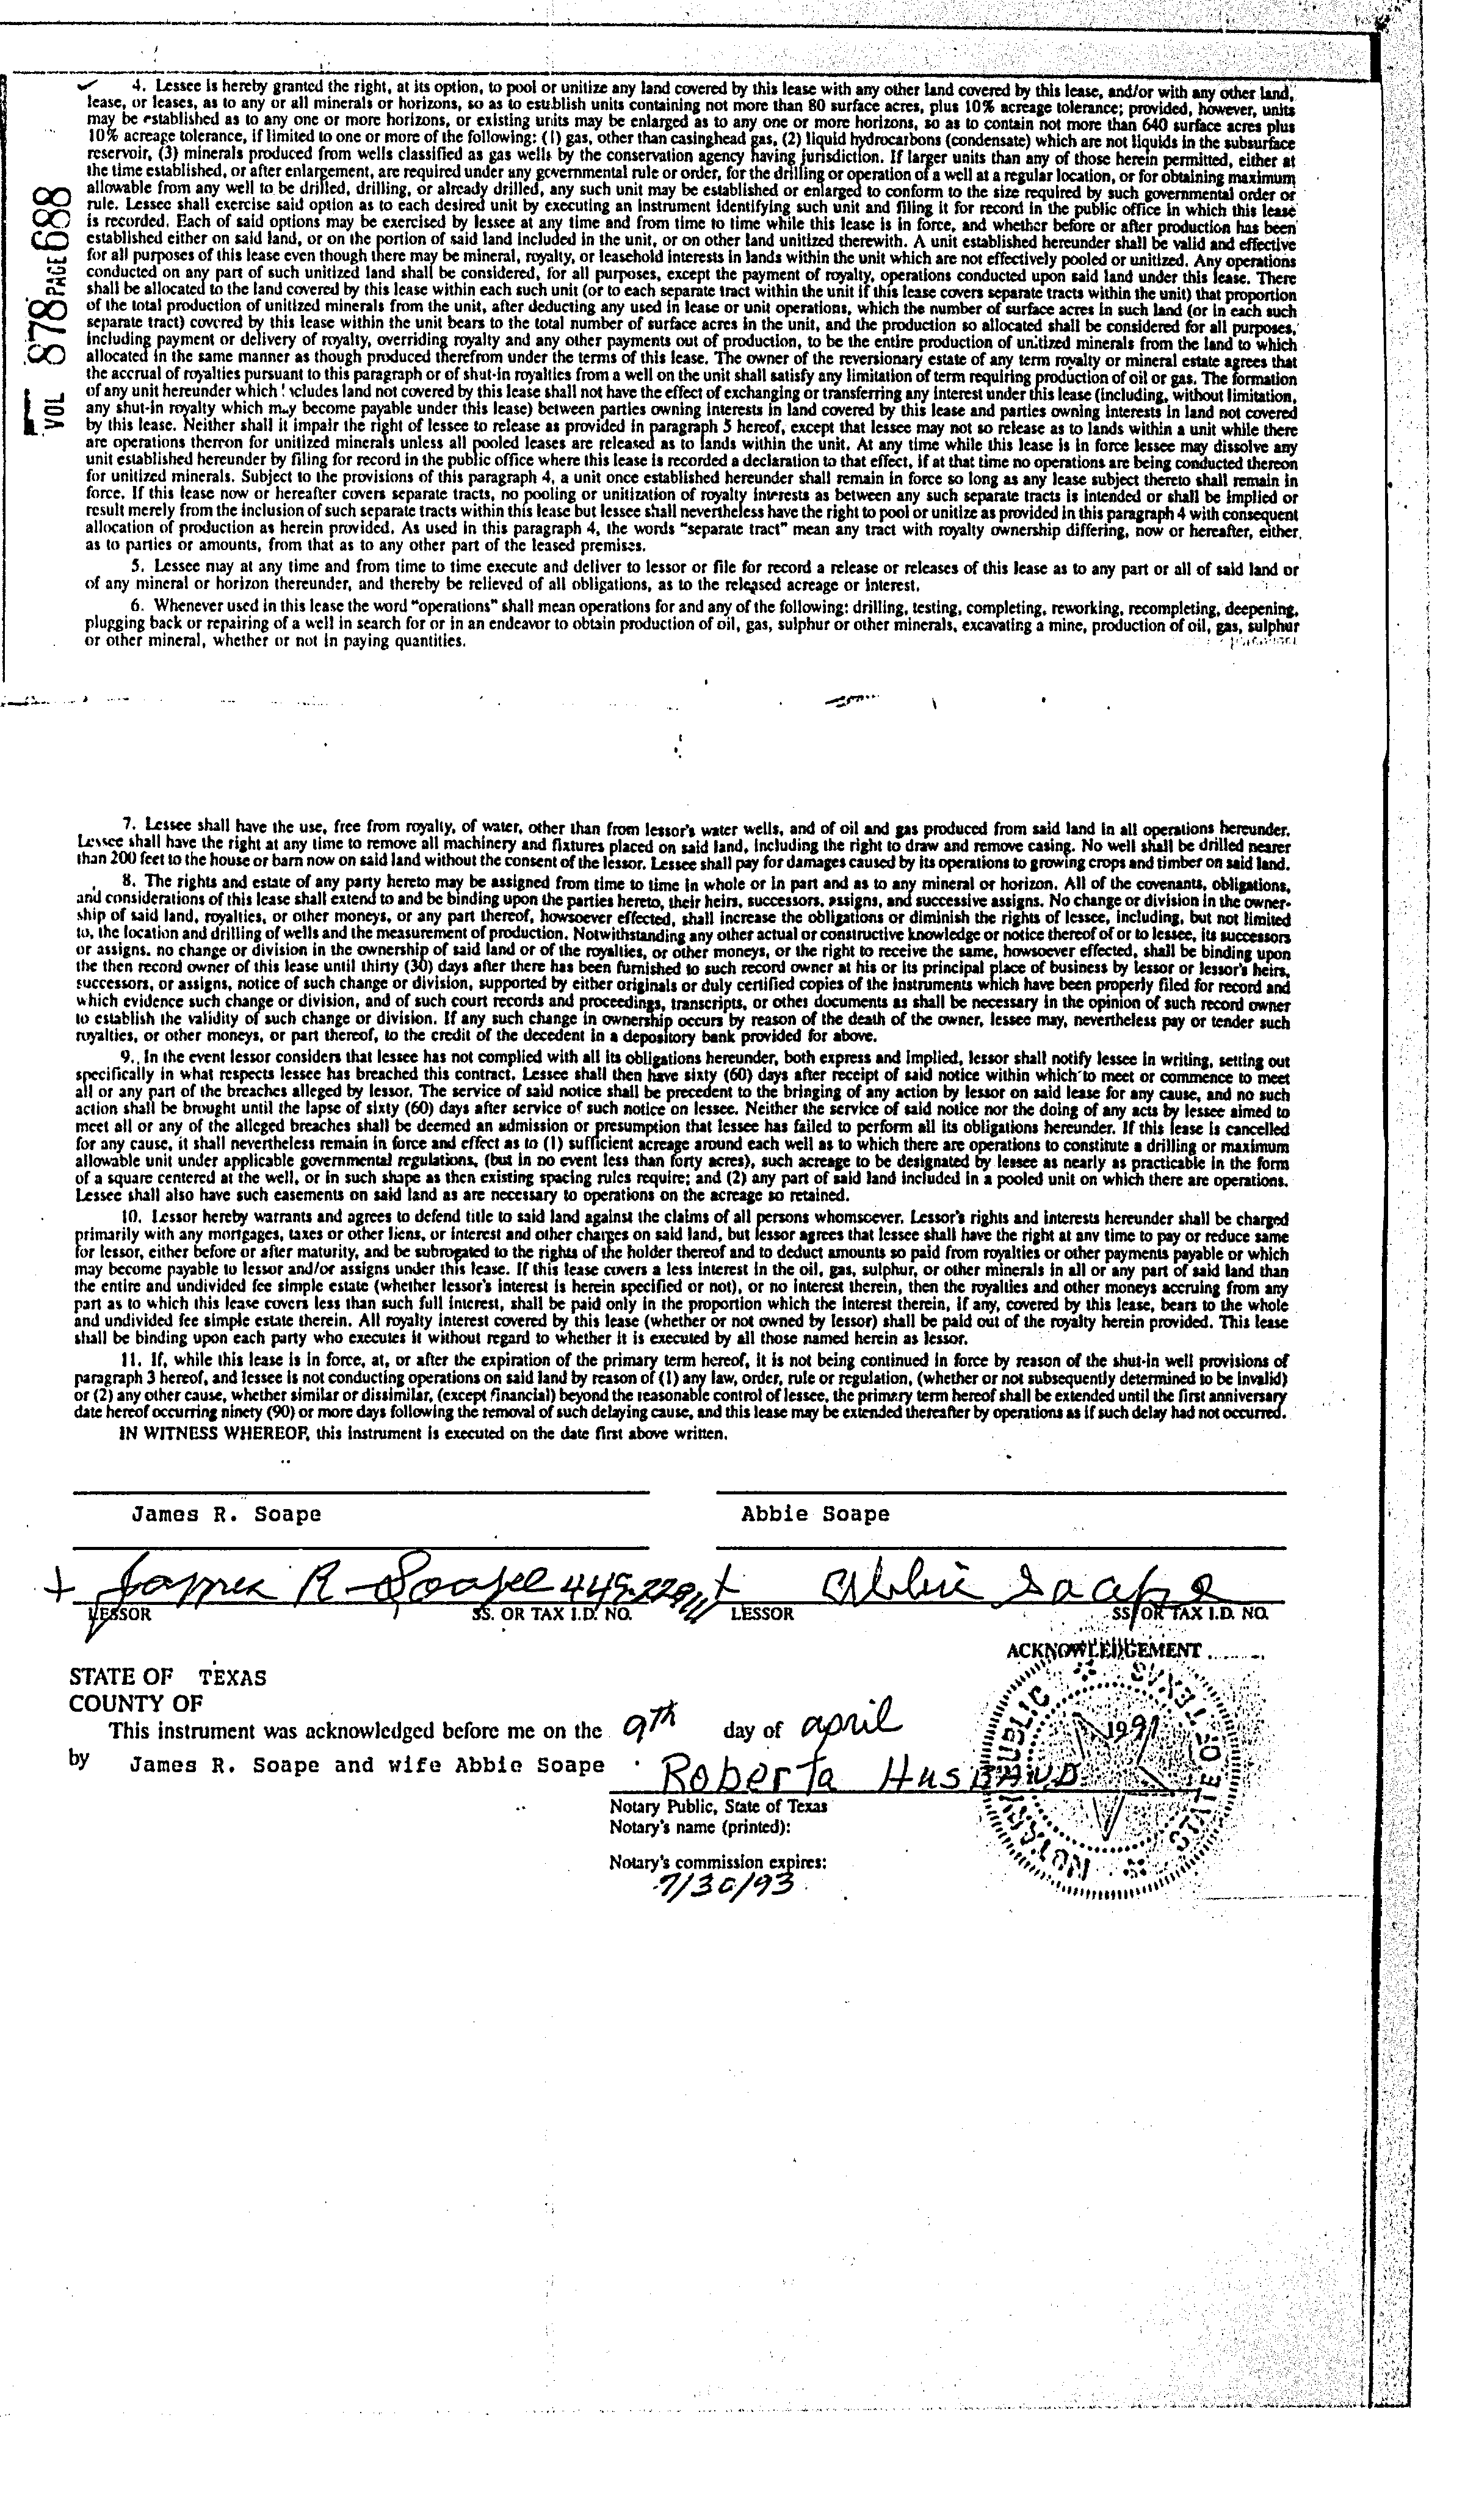 VOL 878 PAGE 688
4. Lessee is hereby granted the right, at its option, to pool or unitize any land covered by this lease with any other land covered by this lease, and/or with any other land,
lease, or leases, as to any or all minerals or horizons, so as to establish units containing not more than 80 surface acres, plus 10% acreage tolerance; provided, however, units
may be established as to any one or more horizons, or existing units may be enlarged as to any one or more horizons, so as to contain not more than 640 surface acres plus
10% acreage tolerance, if limited to one or more of the following: (1) gas, other than casinghead gas, (2) liquid hydrocarbons (condensate) which are not liquids in the subsurface
reservoir, (3) minerals produced from wells classified as gas wells by the conservation agency having jurisdiction. If larger units than any of those herein permitted, either at
the time established, or after enlargement, are required under any governmental rule or order, for the drilling or operation of a well at a regular location, or for obtaining maximum
allowable from any well to be drilled, drilling, or already drilled, any such unit may be established or enlarged to conform to the size required by such governmental order or
rule. Lessee shall exercise said option as to each desired unit by executing an instrument identifying such unit and filing it for record in the public office in which this lease
is recorded. Each of said options may be exercised by lessee at any time and from time to time while this lease is in force, and whether before or after production has been
established either on said land, or on the portion of said land included in the unit, or on other land unitized therewith. A unit established hereunder shall be valid and effective
for all purposes of this lease even though there may be mineral, royalty, or leasehold interests in lands within the unit which are not effectively pooled or unitized. Any operations
conducted on any part of such unitized land shall be considered, for all purposes, except the payment of royalty, operations conducted upon said land under this lease. There
shall be allocated to the land covered by this lease within each such unit (or to each separate tract within the unit if this lease covers separate tracts within the unit) that proportion
of the total production of unitized minerals from the unit, after deducting any used in lease or unit operations, which the number of surface acres in such land (or in each such
separate tract) covered by this lease within the unit bears to the total number of surface acres in the unit, and the production so allocated shall be considered for all purposes,
including payment or delivery of royalty, overriding royalty and any other payments out of production, to be the entire production of unitized minerals from the land to which
allocated in the same manner as though produced therefrom under the terms of this lease. The owner of the reversionary estate of any term royalty or mineral estate agrees that
the accrual of royalties pursuant to this paragraph or of shut-in royalties from a well on the unit shall satisfy any limitation of term requiring production of oil or gas. The formation
of any unit hereunder which includes land not covered by this lease shall not have the effect of exchanging or transferring any interest under this lease (including, without limitation,
any shut-in royalty which may become payable under this lease) between parties owning interests in land covered by this lease and parties owning interests in land not covered
by this lease. Neither shall it impair the right of lessee to release as provided in paragraph 5 hereof, except that lessee may not so release as to lands within a unit while there
are operations thereon for unitized minerals unless all pooled leases are released as to lands within the unit. At any time while this lease is in force lessee may dissolve any
unit established hereunder by filing for record in the public office where this lease is recorded a declaration to that effect, if at that time no operations are being conducted thereon
for unitized minerals. Subject to the provisions of this paragraph 4, a unit once established hereunder shall remain in force so long as any lease subject thereto shall remain in
force. If this lease now or hereafter covers separate tracts, no pooling or unitization of royalty interests as between any such separate tracts is intended or shall be implied or
result merely from the inclusion of such separate tracts within this lease but lessee shall nevertheless have the right to pool or unitize as provided in this paragraph 4 with consequent
allocation of production as herein provided. As used in this paragraph 4, the words "separate tract" mean any tract with royalty ownership differing, now or hereafter, either
as to parties or amounts, from that as to any other part of the leased premises.
5. Lessee may at any time and from time to time execute and deliver to lessor or file for record a release or releases of this lease as to any part or all of said land or
of any mineral or horizon thereunder, and thereby be relieved of all obligations, as to the released acreage or interest.
6. Whenever used in this lease the word "operations" shall mean operations for and any of the following: drilling, testing, completing, reworking, recompleting, deepening,
plugging back or repairing of a well in search for or in an endeavor to obtain production of oil, gas, sulphur or other minerals, excavating a mine, production of oil, gas, sulphur
or other mineral, whether or not in paying quantities.
7. Lessee shall have the use, free from royalty, of water, other than from lessor's water wells, and of oil and gas produced from said land in all operations hereunder.
Lessee shall have the right at any time to remove all machinery and fixtures placed on said land, including the right to draw and remove casing. No well shall be drilled nearer
than 200 feet to the house or barn now on said land without the consent of the lessor. Lessee shall pay for damages caused by its operations to growing crops and timber on said land.
8. The rights and estate of any party hereto may be assigned from time to time in whole or in part and as to any mineral or horizon. All of the covenants, obligations,
and considerations of this lease shall extend to and be binding upon the parties hereto, their heirs, successors, assigns, and successive assigns. No change or division in the owner-
ship of said land, royalties, or other moneys, or any part thereof, howsoever effected, shall increase the obligations or diminish the rights of lessee, including, but not limited
to, the location and drilling of wells and the measurement of production. Notwithstanding any other actual or constructive knowledge or notice thereof of or to lessee, its successors
or assigns. no change or division in the ownership of said land or of the royalties, or other moneys, or the right to receive the same, howsoever effected, shall be binding upon
the then record owner of this lease until thirty (30) days after there has been furnished to such record owner at his or its principal place of business by lessor or lessor's heirs,
successors, or assigns, notice of such change or division, supported by either originals or duly certified copies of the instruments which have been properly filed for record and
which evidence such change or division, and of such court records and proceedings, transcripts, or other documents as shall be necessary in the opinion of such record owner
to establish the validity of such change or division. If any such change in ownership occurs by reason of the death of the owner, lessee may, nevertheless pay or tender such
royalties, or other moneys, or part thereof, to the credit of the decedent in a depository bank provided for above.
9. In the event lessor considers that lessee has not complied with all its obligations hereunder, both express and implied, lessor shall notify lessee in writing, setting out
specifically in what respects lessee has breached this contract. Lessee shall then have sixty (60) days after receipt of said notice within which to meet or commence to meet
all or any part of the breaches alleged by lessor. The service of said notice shall be precedent to the bringing of any action by lessor on said lease for any cause, and no such
action shall be brought until the lapse of sixty (60) days after service of such notice on lessee. Neither the service of said notice nor the doing of any acts by lessee aimed to
meet all or any of the alleged breaches shall be deemed an admission or presumption that lessee has failed to perform all its obligations hereunder. If this lease is cancelled
for any cause, it shall nevertheless remain in force and effect as to (1) sufficient acreage around each well as to which there are operations to constitute a drilling or maximum
allowable unit under applicable governmental regulations, (but in no event less than forty acres), such acreage to be designated by lessee as nearly as practicable in the form
of a square centered at the well, or in such shape as then existing spacing rules require; and (2) any part of said land included in a pooled unit on which there are operations.
Lessee shall also have such easements on said land as are necessary to operations on the acreage so retained.
10. Lessor hereby warrants and agrees to defend title to said land against the claims of all persons whomsoever. Lessor's rights and interests hereunder shall be charged
primarily with any mortgages, taxes or other liens, or interest and other charges on said land, but lessor agrees that lessee shall have the right at any time to pay or reduce same
for lessor, either before or after maturity, and be subrogated to the rights of the holder thereof and to deduct amounts so paid from royalties or other payments payable or which
may become payable to lessor and/or assigns under this lease. If this lease covers a less interest in the oil, gas, sulphur, or other minerals in all or any part of said land than
the entire and undivided fee simple estate (whether lessor's interest is herein specified or not), or no interest therein, then the royalties and other moneys accruing from any
part as to which this lease covers less than such full interest, shall be paid only in the proportion which the interest therein, if any, covered by this lease, bears to the whole
and undivided fee simple estate therein. All royalty interest covered by this lease (whether or not owned by lessor) shall be paid out of the royalty herein provided. This lease
shall be binding upon each party who executes it without regard to whether it is executed by all those named herein as lessor.
11. If, while this lease is in force, at, or after the expiration of the primary term hereof, it is not being continued in force by reason of the shut-in well provisions of
paragraph 3 hereof, and lessee is not conducting operations on said land by reason of (1) any law, order, rule or regulation, (whether or not subsequently determined to be invalid)
or (2) any other cause, whether similar or dissimilar, (except financial) beyond the reasonable control of lessee, the primary term hereof shall be extended until the first anniversary
date hereof occurring ninety (90) or more days following the removal of such delaying cause, and this lease may be extended thereafter by operations as if such delay had not occurred.
IN WITNESS WHEREOF, this instrument is executed on the date first above written.
James R. Soape Abbie Soape
James R Soape Abbie Soape
LESSOR SS. OR TAX I.D. NO. LESSOR SS/OR TAX I.D. NO.
ACKNOWLEDGEMENT
STATE OF TEXAS
COUNTY OF
This instrument was acknowledged before me on the 9th day of april 1991
by James R. Soape and wife Abbie Soape
Roberta HUSBAND
Notary Public, State of Texas
Notary's name (printed):
Notary's commission expires:
7/30/93
NOTARY PUBLIC STATE OF TEXAS